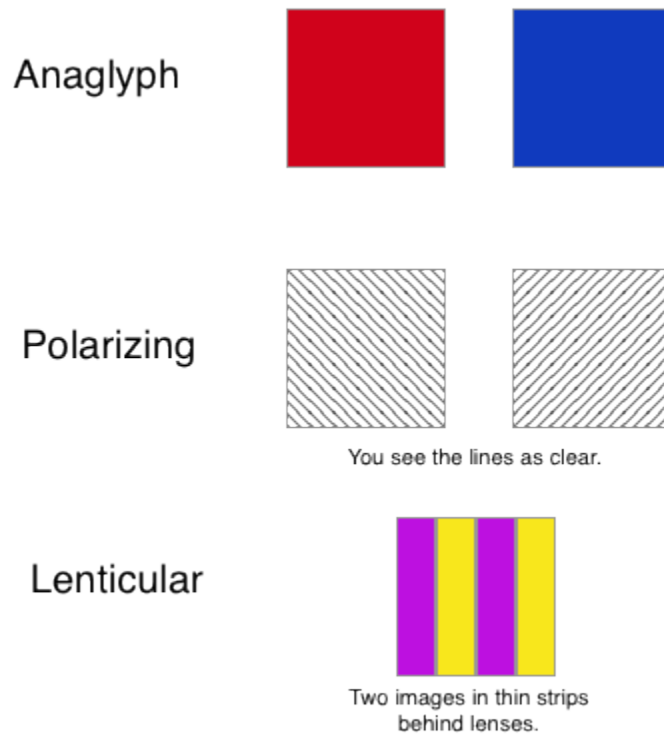 Anaglyph
Polarizing
You see the lines as clear.
Lenticular
Two images in thin strips
behind lenses.